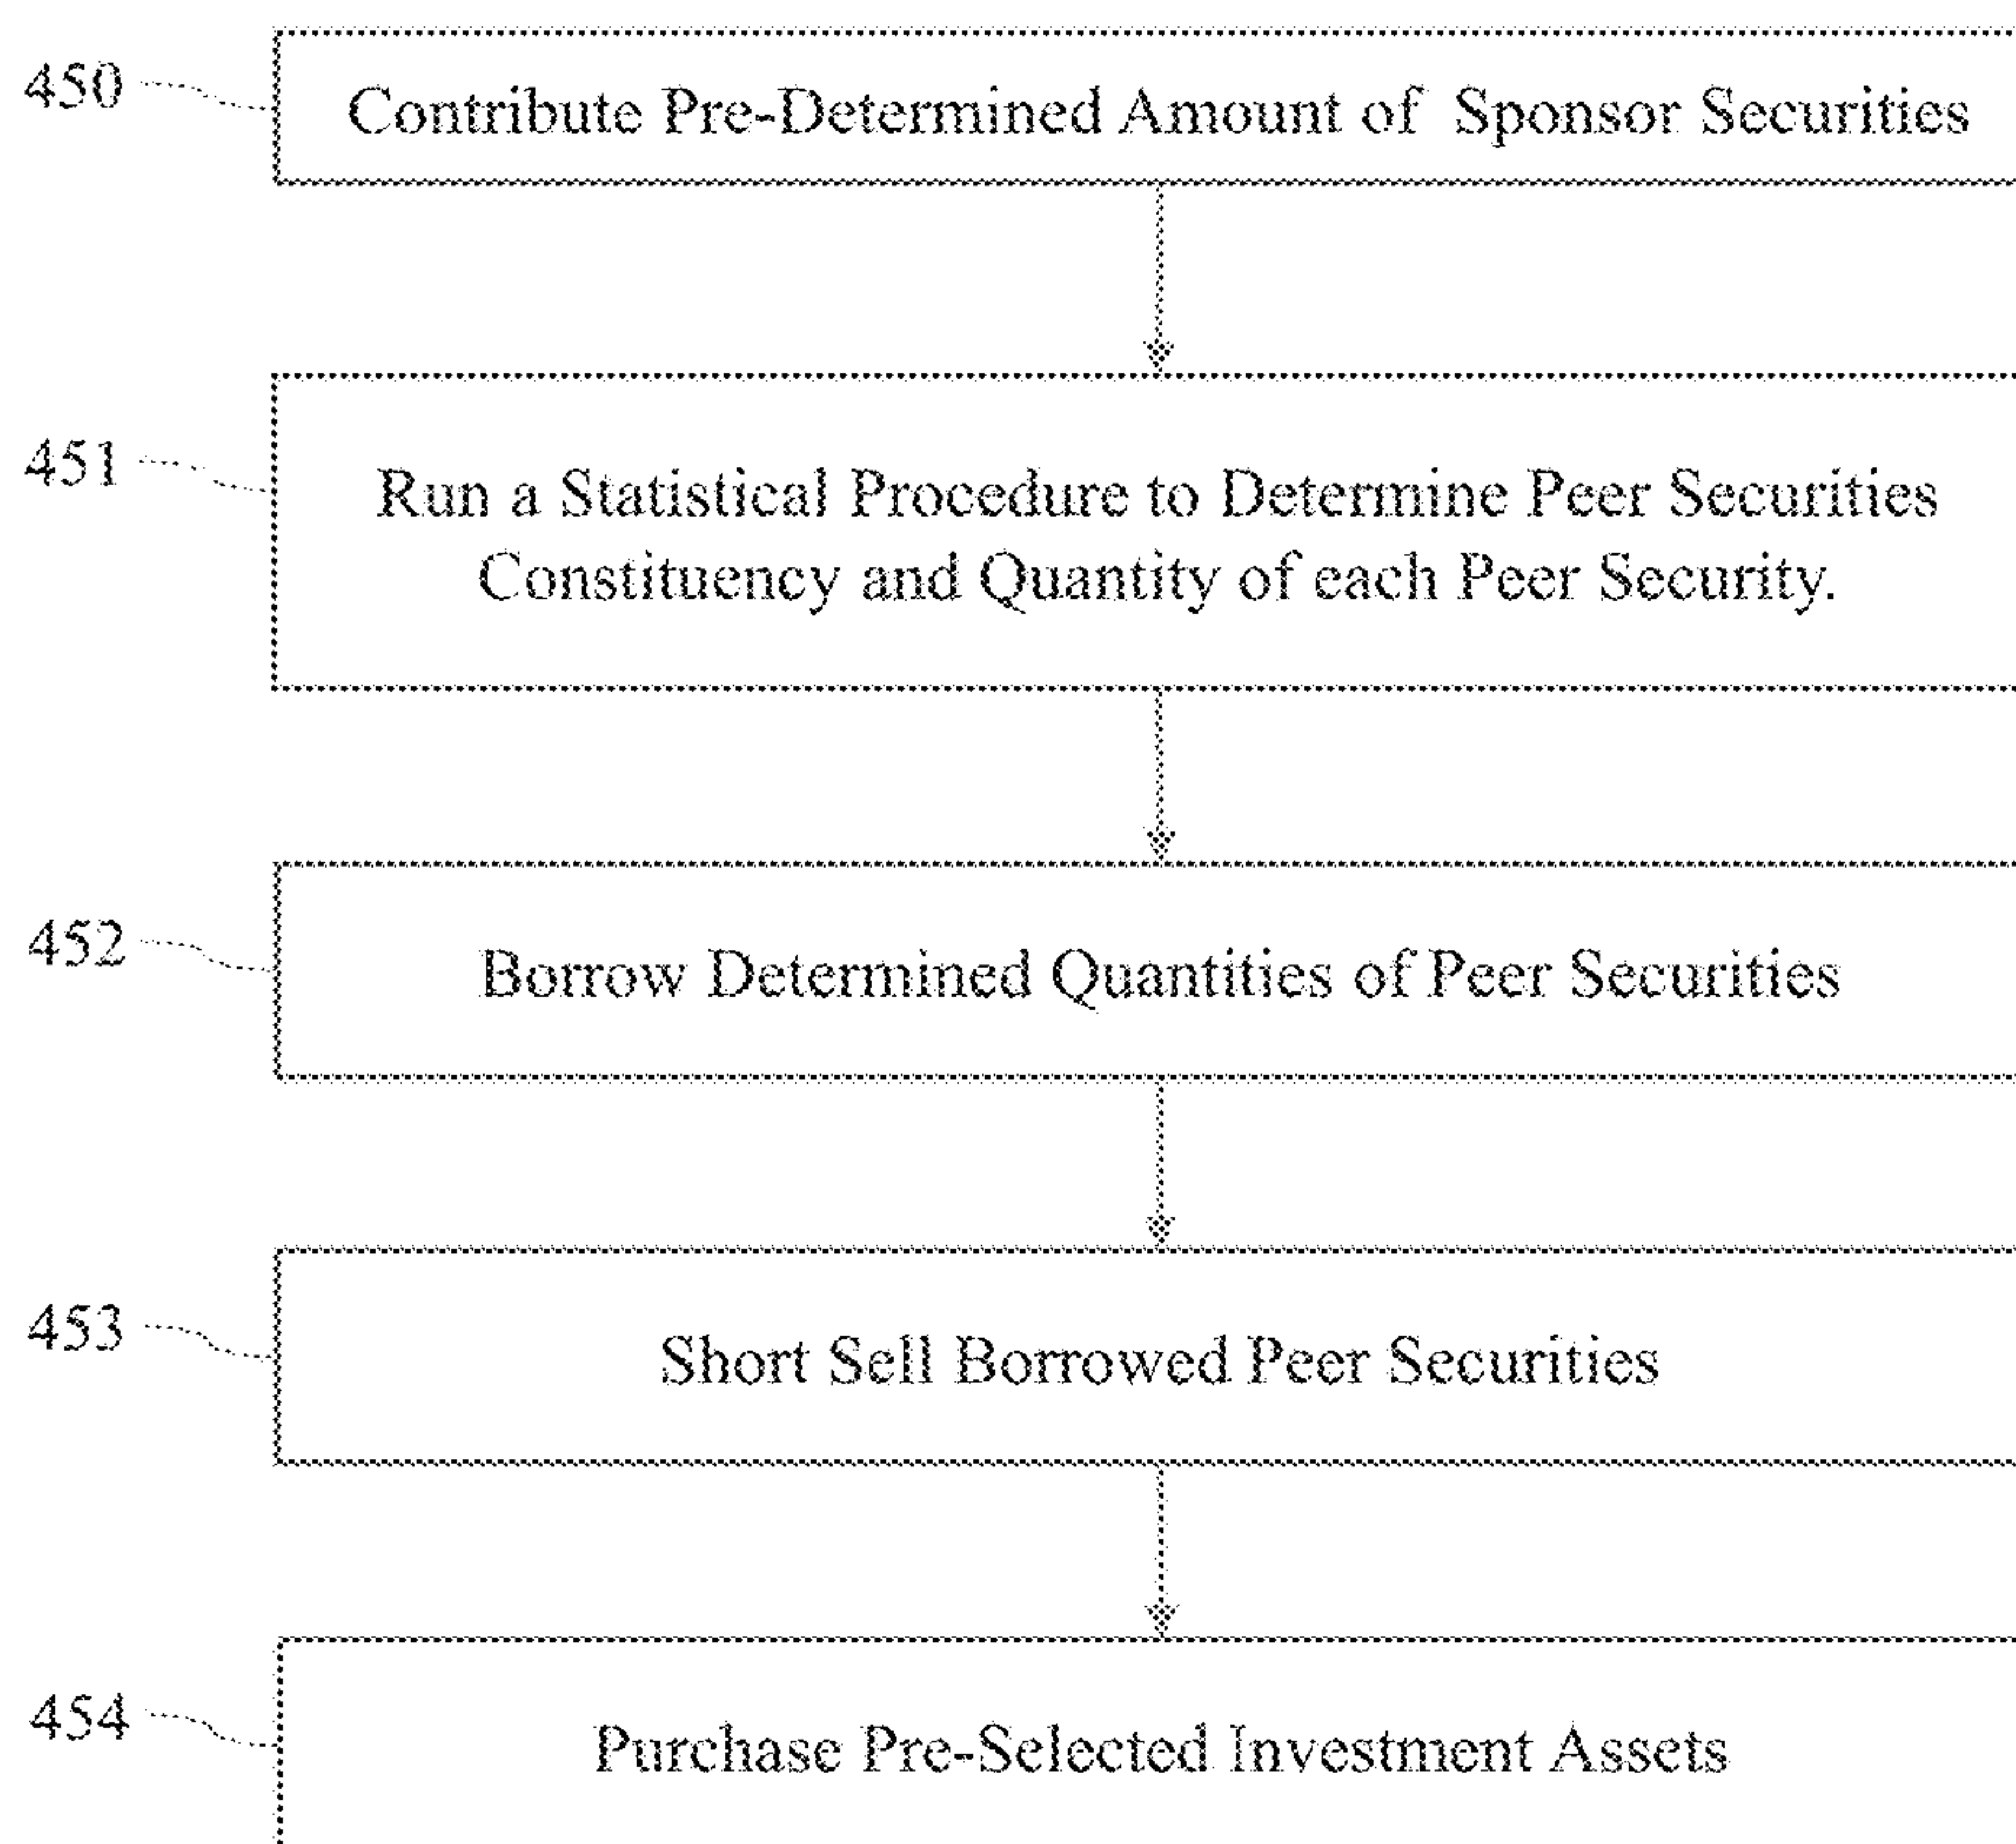 450
Contribute Pre-Determined Amount of Sponsor Securities
451
Run a Statistical Procedure to Determine Peer Securities
Constituency and Quantity of each Peer Security.
452
Borrow Determined Quantities of Peer Securities
453
Short Sell Borrowed Peer Securities
454
Purchase Pre-Selected Investment Assets